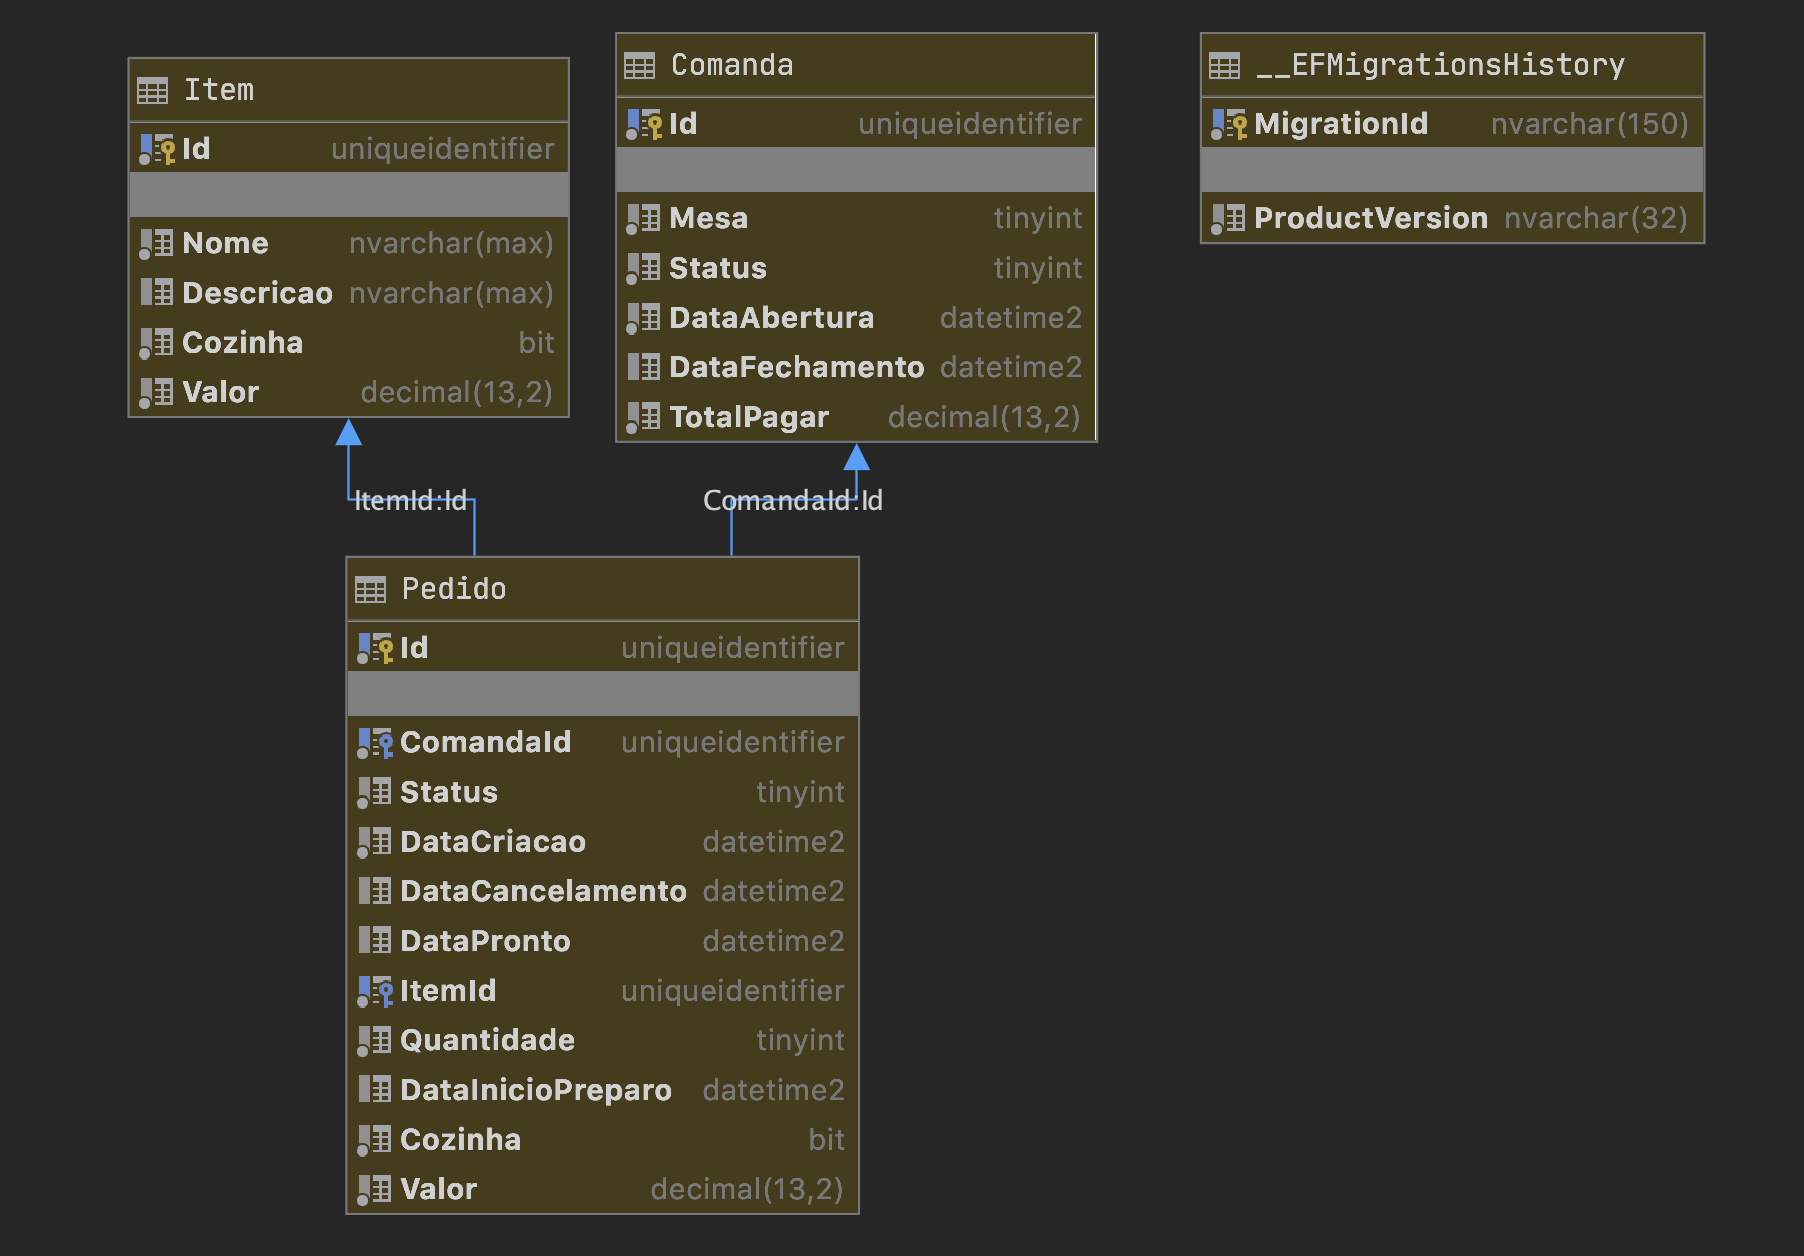 Item
Id uniqueidentifier
Nome nvarchar(max)
Descricao nvarchar(max)
Cozinha bit
Valor decimal(13,2)
Comanda
Id uniqueidentifier
Mesa tinyint
Status tinyint
DataAbertura datetime2
DataFechamento datetime2
TotalPagar decimal(13,2)
__EFMigrationsHistory
MigrationId nvarchar(150)
ProductVersion nvarchar(32)
ItemId:Id
ComandaId:Id
Pedido
Id uniqueidentifier
ComandaId uniqueidentifier
Status tinyint
DataCriacao datetime2
DataCancelamento datetime2
DataPronto datetime2
ItemId uniqueidentifier
Quantidade tinyint
DataInicioPreparo datetime2
Cozinha bit
Valor decimal(13,2)